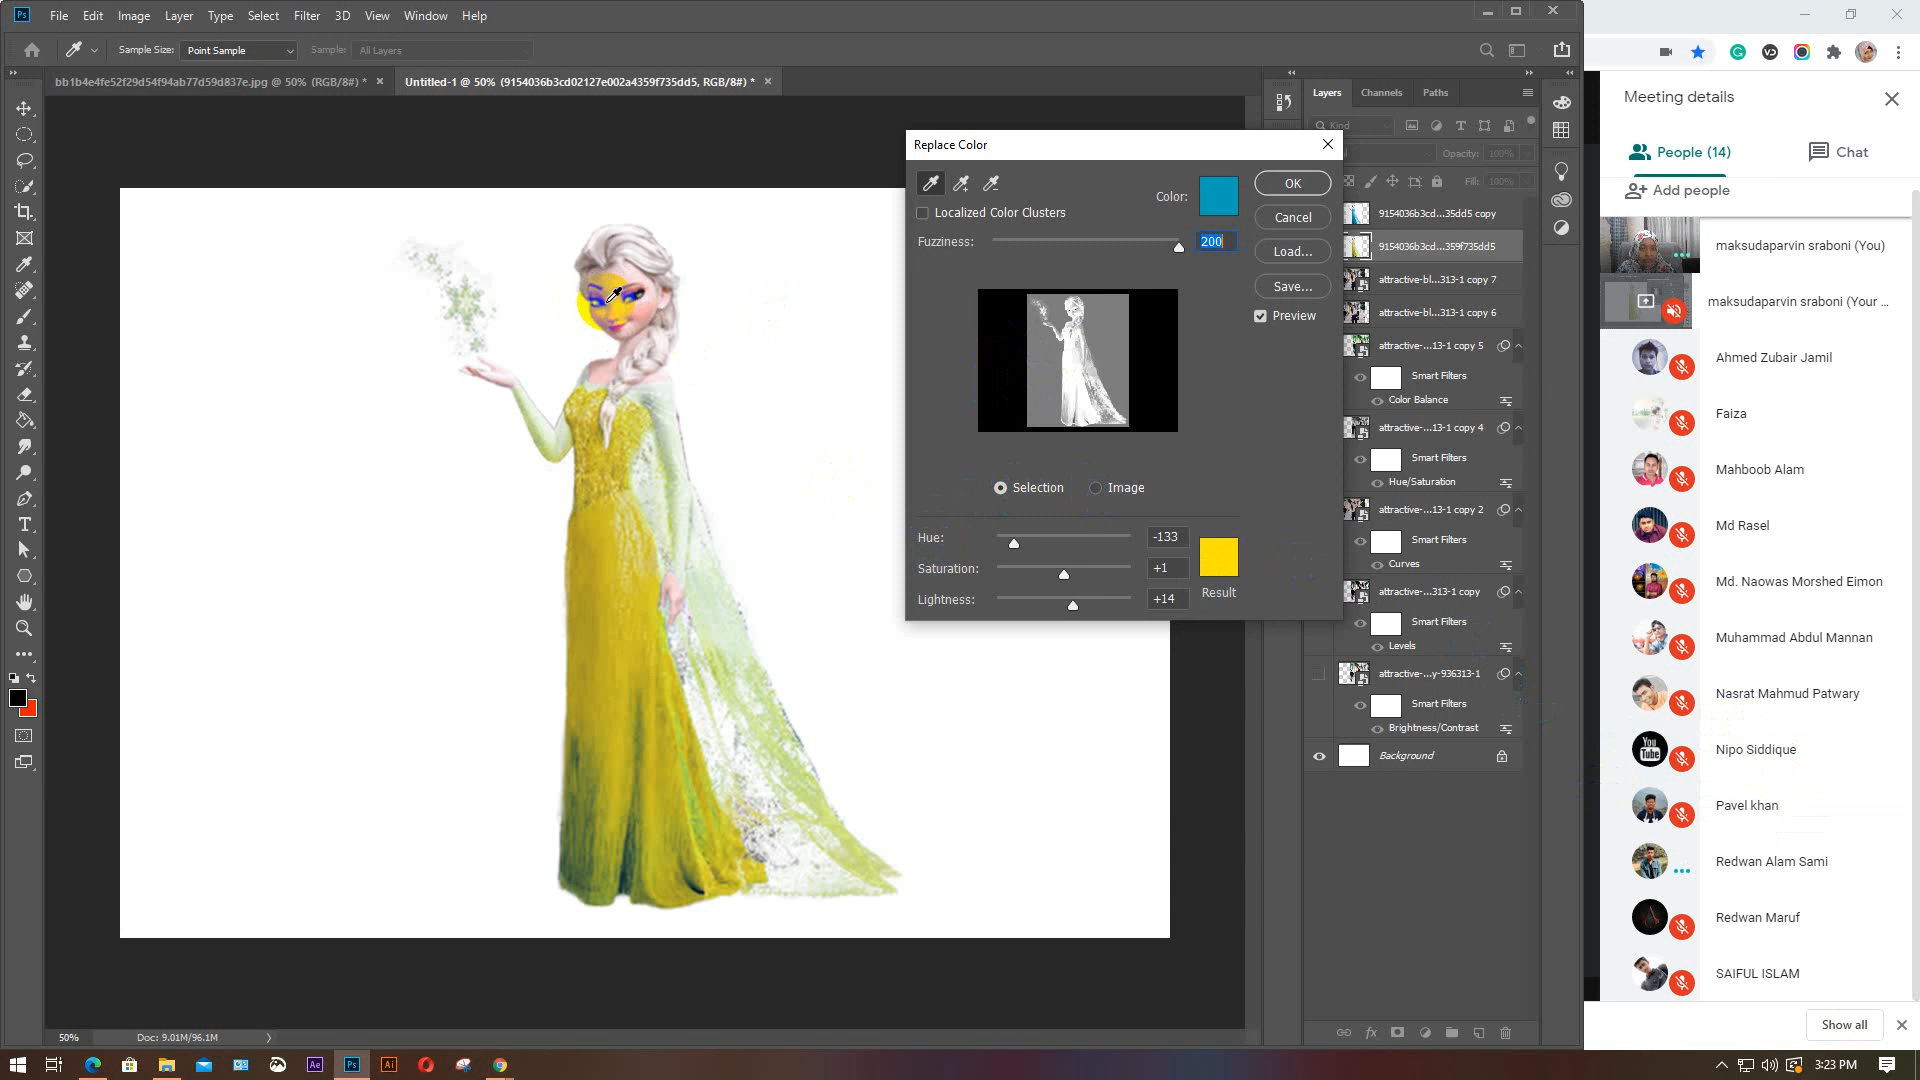 Ps File Edit Image Layer Type Select Filter 3D View Window Help
Sample Size: Point Sample Sample: All Layers
bb1b4e4fe52f29d54f94ab77d59d837e.jpg @ 50% (RGB/8#) *
Untitled-1 @ 50% (9154036b3cd02127e002a4359f735dd5, RGB/8#) *
Replace Color
Localized Color Clusters
Color:
Fuzziness: 200
OK
Cancel
Load...
Save...
Preview
Selection Image
Hue: -133
Saturation: +1
Lightness: +14
Result
Layers Channels Paths
Kind
Opacity: 100%
Fill: 100%
9154036b3cd...35dd5 copy
9154036b3cd...359f735dd5
attractive-bl...313-1 copy 7
attractive-bl...313-1 copy 6
attractive-...13-1 copy 5
Smart Filters
Color Balance
attractive-...13-1 copy 4
Smart Filters
Hue/Saturation
attractive-...13-1 copy 2
Smart Filters
Curves
attractive-...313-1 copy
Smart Filters
Levels
attractive-...y-936313-1
Smart Filters
Brightness/Contrast
Background
fx
50% Doc: 9.01M/96.1M
Meeting details
People (14) Chat
Add people
maksudaparvin sraboni (You)
maksudaparvin sraboni (Your ...
Ahmed Zubair Jamil
Faiza
Mahboob Alam
Md Rasel
Md. Naowas Morshed Eimon
Muhammad Abdul Mannan
Nasrat Mahmud Patwary
You Tube
Nipo Siddique
Pavel khan
Redwan Alam Sami
Redwan Maruf
SAIFUL ISLAM
Show all
Ae Ps Ai
3:23 PM